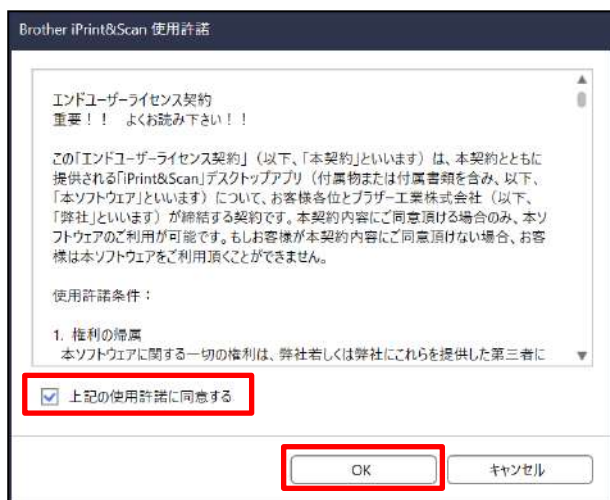 Brother iPrint&Scan 使用許諾
エンドユーザーライセンス契約
重要！！　よくお読み下さい！！
この「エンドユーザーライセンス契約」（以下、「本契約」といいます）は、本契約とともに
提供される「iPrint&Scan」デスクトップアプリ（付属物または付属書類を含み、以下、
「本ソフトウェア」といいます）について、お客様各位とブラザー工業株式会社（以下、
「弊社」といいます）が締結する契約です。本契約内容にご同意頂ける場合のみ、本ソ
フトウェアのご利用が可能です。もしお客様が本契約内容にご同意頂けない場合、お客
様は本ソフトウェアをご利用頂くことができません。
使用許諾条件：
1. 権利の帰属
本ソフトウェアに関する一切の権利は、弊社若しくは弊社にこれらを提供した第三者に
上記の使用許諾に同意する
OK
キャンセル